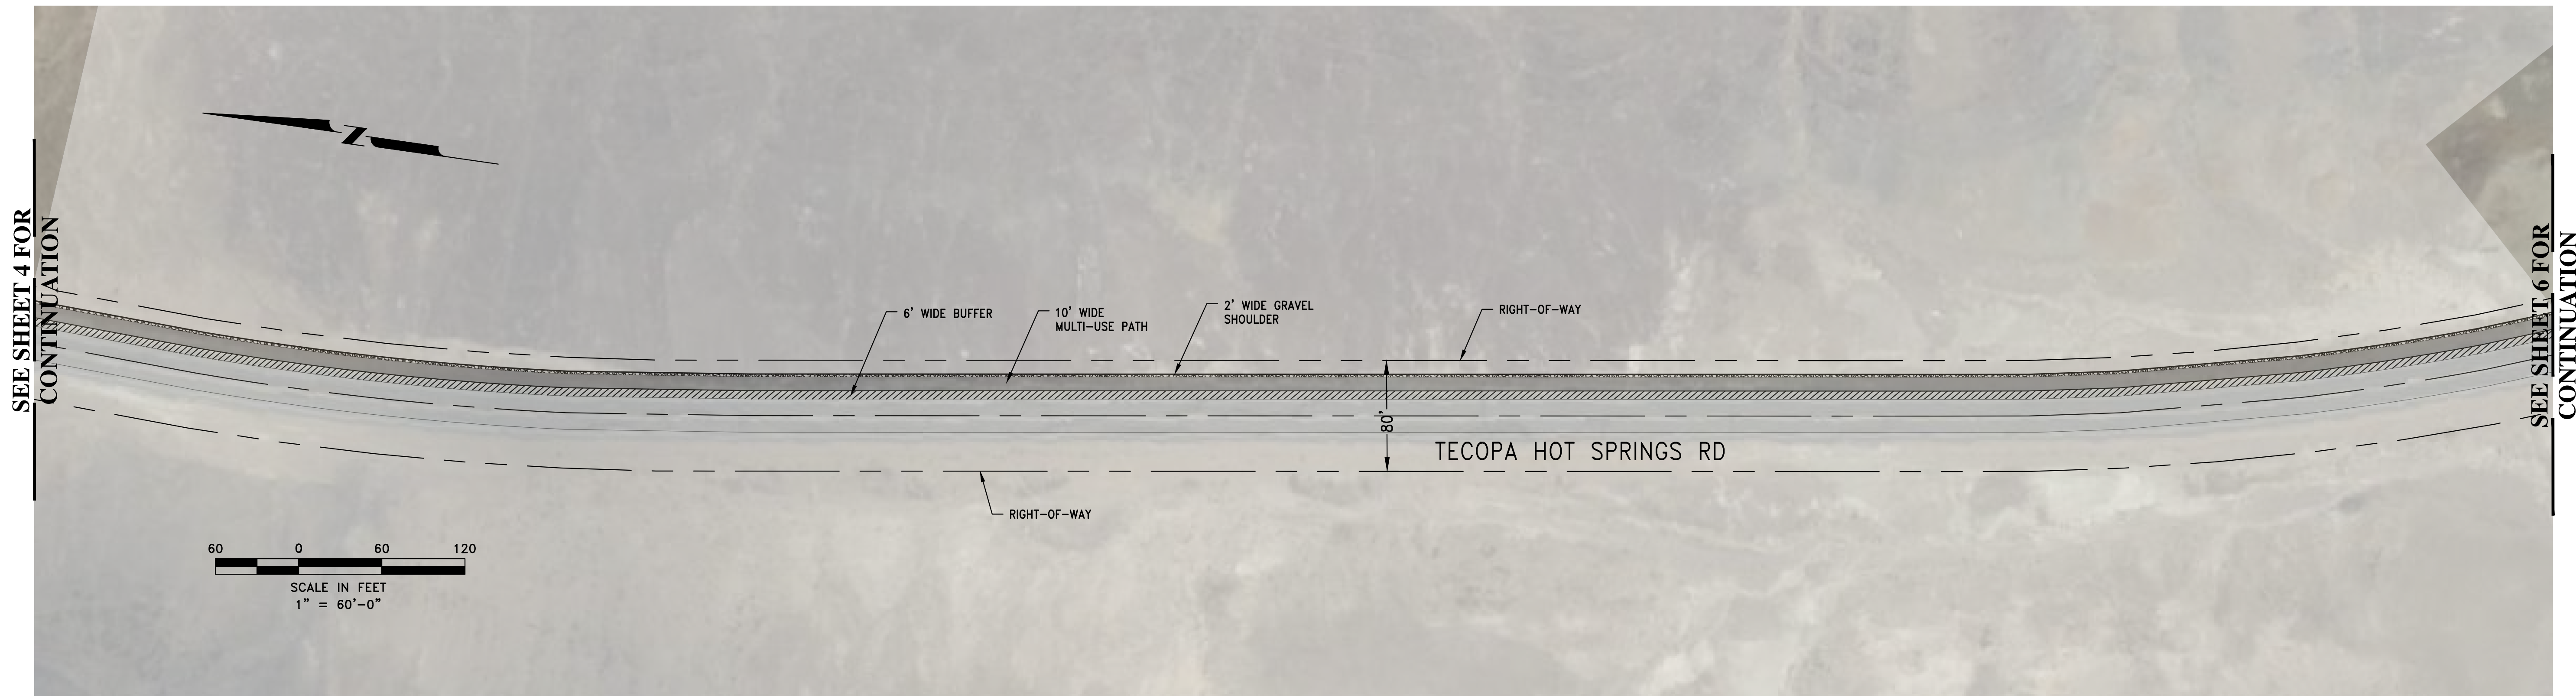 N
SEE SHEET 4 FOR
CONTINUATION
6' WIDE BUFFER
10' WIDE
MULTI-USE PATH
2' WIDE GRAVEL
SHOULDER
RIGHT-OF-WAY
80'
TECOPA HOT SPRINGS RD
RIGHT-OF-WAY
60 0 60 120
SCALE IN FEET
1" = 60'-0"
SEE SHEET 6 FOR
CONTINUATION